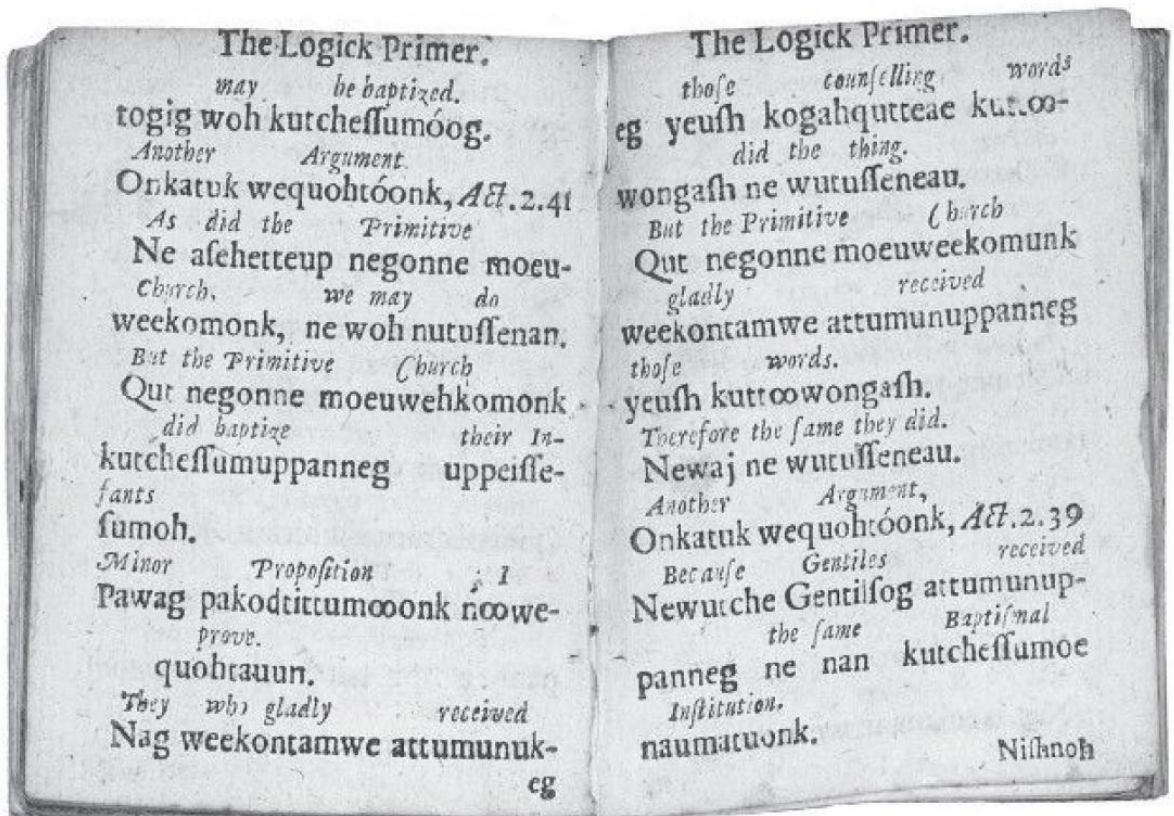 The Logick Primer.
may be baptized.
togig woh kutcheſſumóog.
Another Argument.
Onkatuk wequohtóonk, Act.2.41
As did the Primitive
Ne aſehetteup negonne moeu-
Church. we may do
weekomonk, ne woh nutuſſenan.
But the Primitive Church
Qut negonne moeuwehkomonk
did baptize their In-
kutcheſſumuppanneg uppeiſſe-
fants
ſumoh.
Minor Propoſition I
Pawag pakodtittumꝏonk nꝏwe-
prove.
quohtauun.
They who gladly received
Nag weekontamwe attumunuk-
eg
The Logick Primer.
thoſe counſelling words
eg yeuſh kogahqutteae kuttꝏ-
did the thing.
wongaſh ne wutuſſeneau.
But the Primitive Church
Qut negonne moeuweekomunk
gladly received
weekontamwe attumunuppanneg
thoſe words.
yeuſh kuttꝏwongaſh.
Therefore the ſame they did.
Newaj ne wutuſſeneau.
Another Argument,
Onkatuk wequohtóonk, Act.2.39
Becauſe Gentiles received
Newutche Gentilſog attumunup-
the ſame Baptiſmal
panneg ne nan kutcheſſumoe
Inſtitution.
naumatuonk.
Niſhnoh